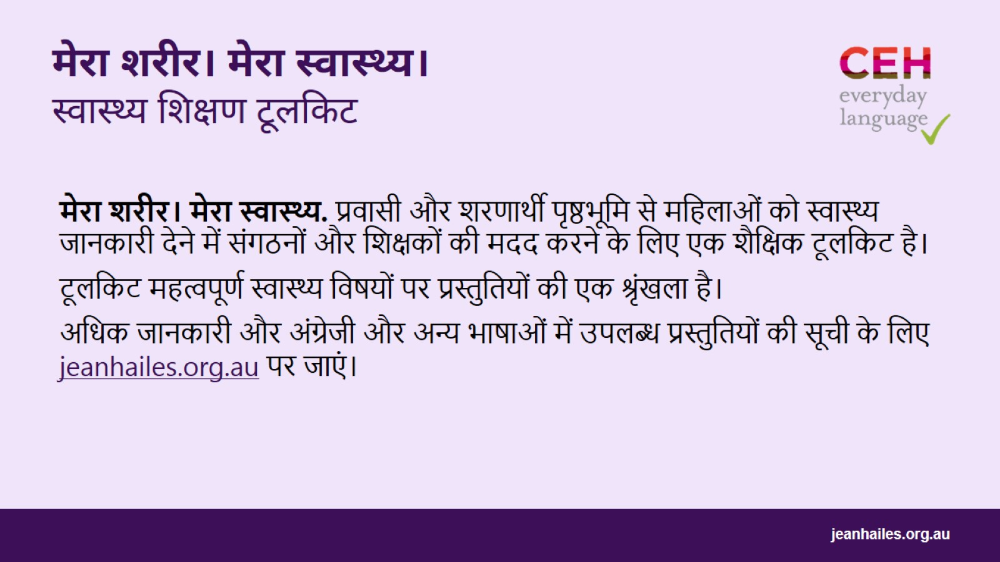 मेरा शरीर। मेरा स्वास्थ्य।
स्वास्थ्य शिक्षण टूलकिट
CEH
everyday
language
मेरा शरीर। मेरा स्वास्थ्य. प्रवासी और शरणार्थी पृष्ठभूमि से महिलाओं को स्वास्थ्य
जानकारी देने में संगठनों और शिक्षकों की मदद करने के लिए एक शैक्षिक टूलकिट है।
टूलकिट महत्वपूर्ण स्वास्थ्य विषयों पर प्रस्तुतियों की एक श्रृंखला है।
अधिक जानकारी और अंग्रेजी और अन्य भाषाओं में उपलब्ध प्रस्तुतियों की सूची के लिए
jeanhailes.org.au पर जाएं।
jeanhailes.org.au